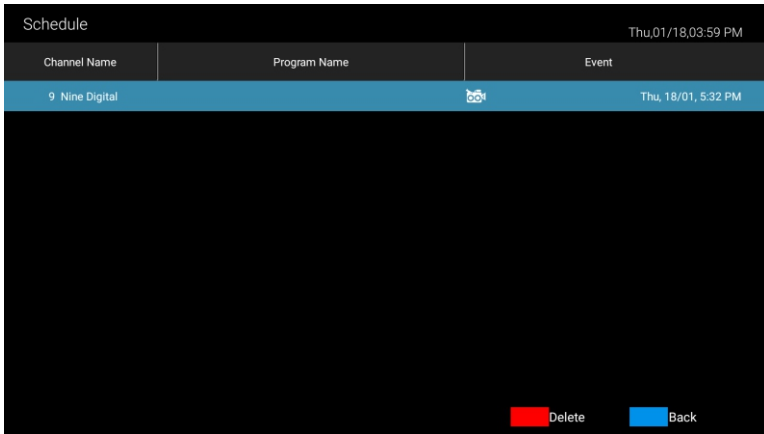 Schedule
Thu,01/18,03:59 PM
Channel Name Program Name Event
9 Nine Digital Thu, 18/01, 5:32 PM
Delete Back